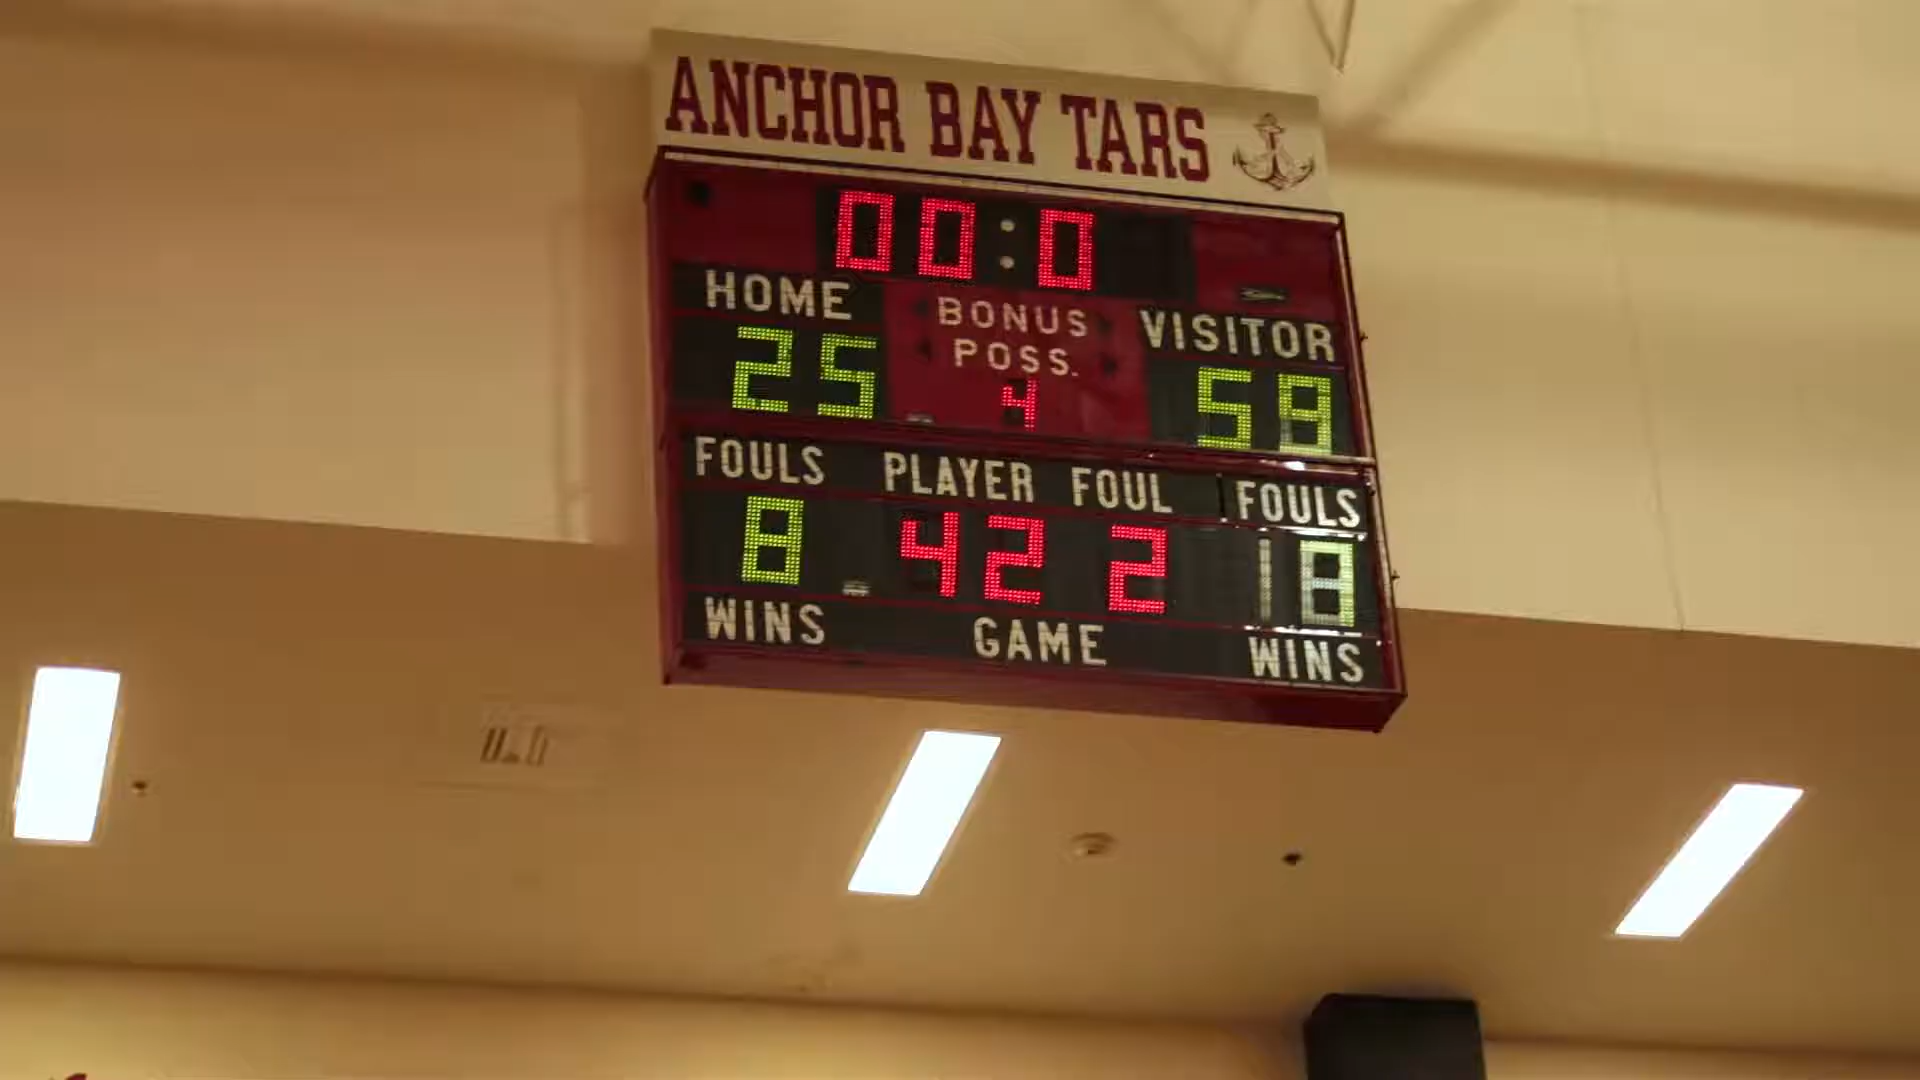 ANCHOR BAY TARS
00:0
HOME
BONUS
VISITOR
POSS.
25
4
59
FOULS
PLAYER FOUL
FOULS
8
42 2
18
WINS
GAME
WINS